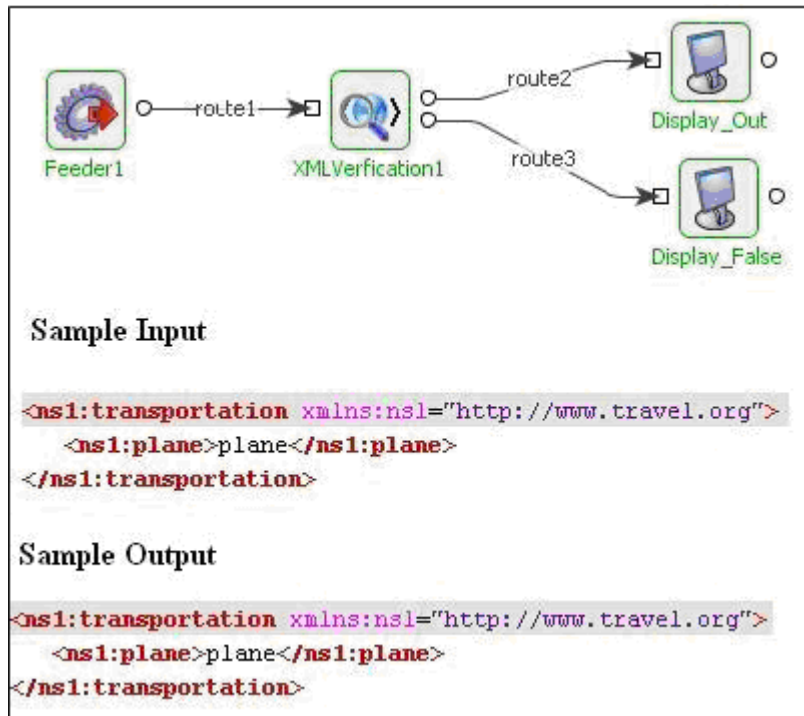 route2
Display_Out
route1
Feeder1
XMLVerfication1
route3
Display_False
Sample Input
<ns1:transportation xmlns:nsl="http://www.travel.org">
<ns1:plane>plane</ns1:plane>
</ns1:transportation>
Sample Output
<ns1:transportation xmlns:nsl="http://www.travel.org">
<ns1:plane>plane</ns1:plane>
</ns1:transportation>